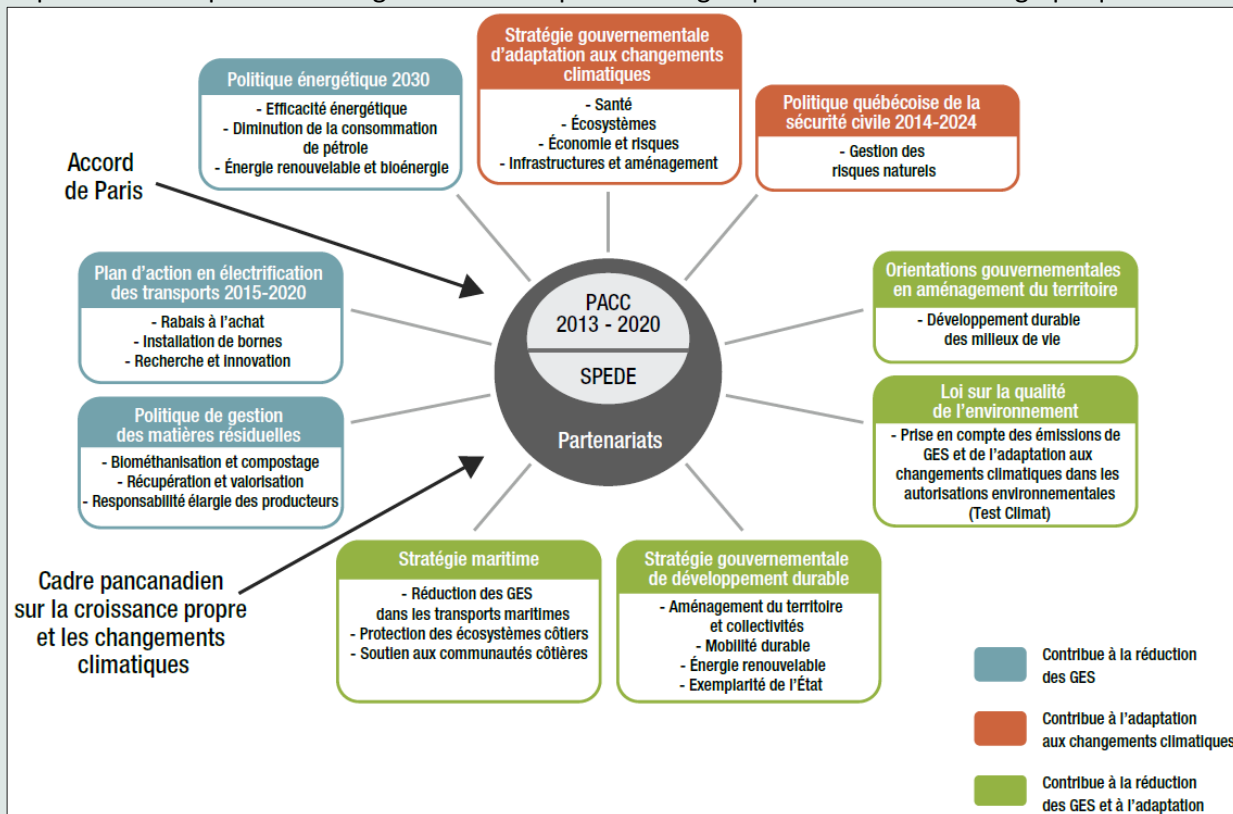 Politique énergétique 2030
- Efficacité énergétique
- Diminution de la consommation
de pétrole
- Énergie renouvelable et bioénergie
Stratégie gouvernementale
d'adaptation aux changements
climatiques
- Santé
- Écosystèmes
- Économie et risques
- Infrastructures et aménagement
Politique québécoise de la
sécurité civile 2014-2024
- Gestion des
risques naturels
Accord
de Paris
Plan d'action en électrification
des transports 2015-2020
- Rabais à l'achat
- Installation de bornes
- Recherche et innovation
PACC
2013 - 2020
SPEDE
Partenariats
Orientations gouvernementales
en aménagement du territoire
- Développement durable
des milieux de vie
Politique de gestion
des matières résiduelles
- Biométhanisation et compostage
- Récupération et valorisation
- Responsabilité élargie des producteurs
Loi sur la qualité
de l'environnement
- Prise en compte des émissions de
GES et de l'adaptation aux
changements climatiques dans les
autorisations environnementales
(Test Climat)
Cadre pancanadien
sur la croissance propre
et les changements
climatiques
Stratégie maritime
- Réduction des GES
dans les transports maritimes
- Protection des écosystèmes côtiers
- Soutien aux communautés côtières
Stratégie gouvernementale
de développement durable
- Aménagement du territoire
et collectivités
- Mobilité durable
- Énergie renouvelable
- Exemplarité de l'État
Contribue à la réduction
des GES
Contribue à l'adaptation
aux changements climatiques
Contribue à la réduction
des GES et à l'adaptation